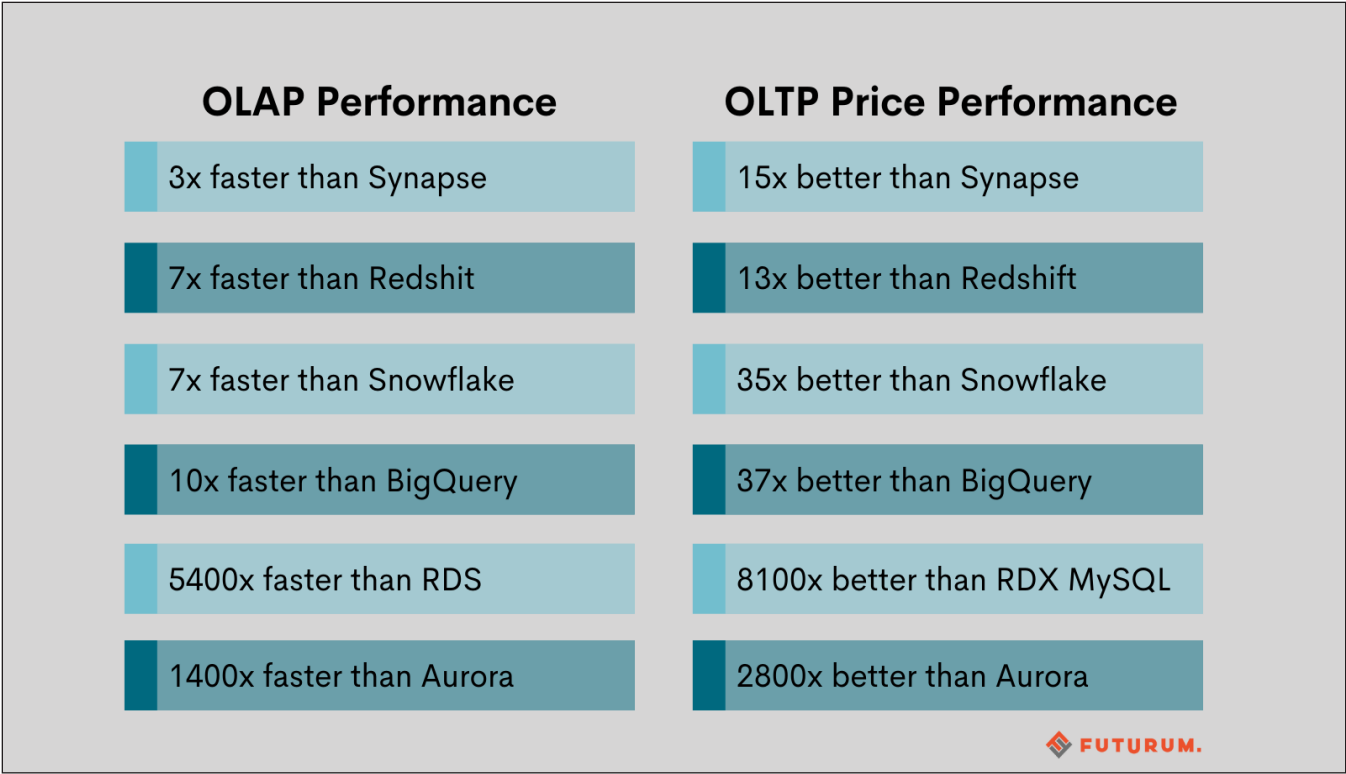 OLAP Performance
3x faster than Synapse
7x faster than Redshit
7x faster than Snowflake
10x faster than BigQuery
5400x faster than RDS
1400x faster than Aurora
OLTP Price Performance
15x better than Synapse
13x better than Redshift
35x better than Snowflake
37x better than BigQuery
8100x better than RDX MySQL
2800x better than Aurora
FUTURUM.